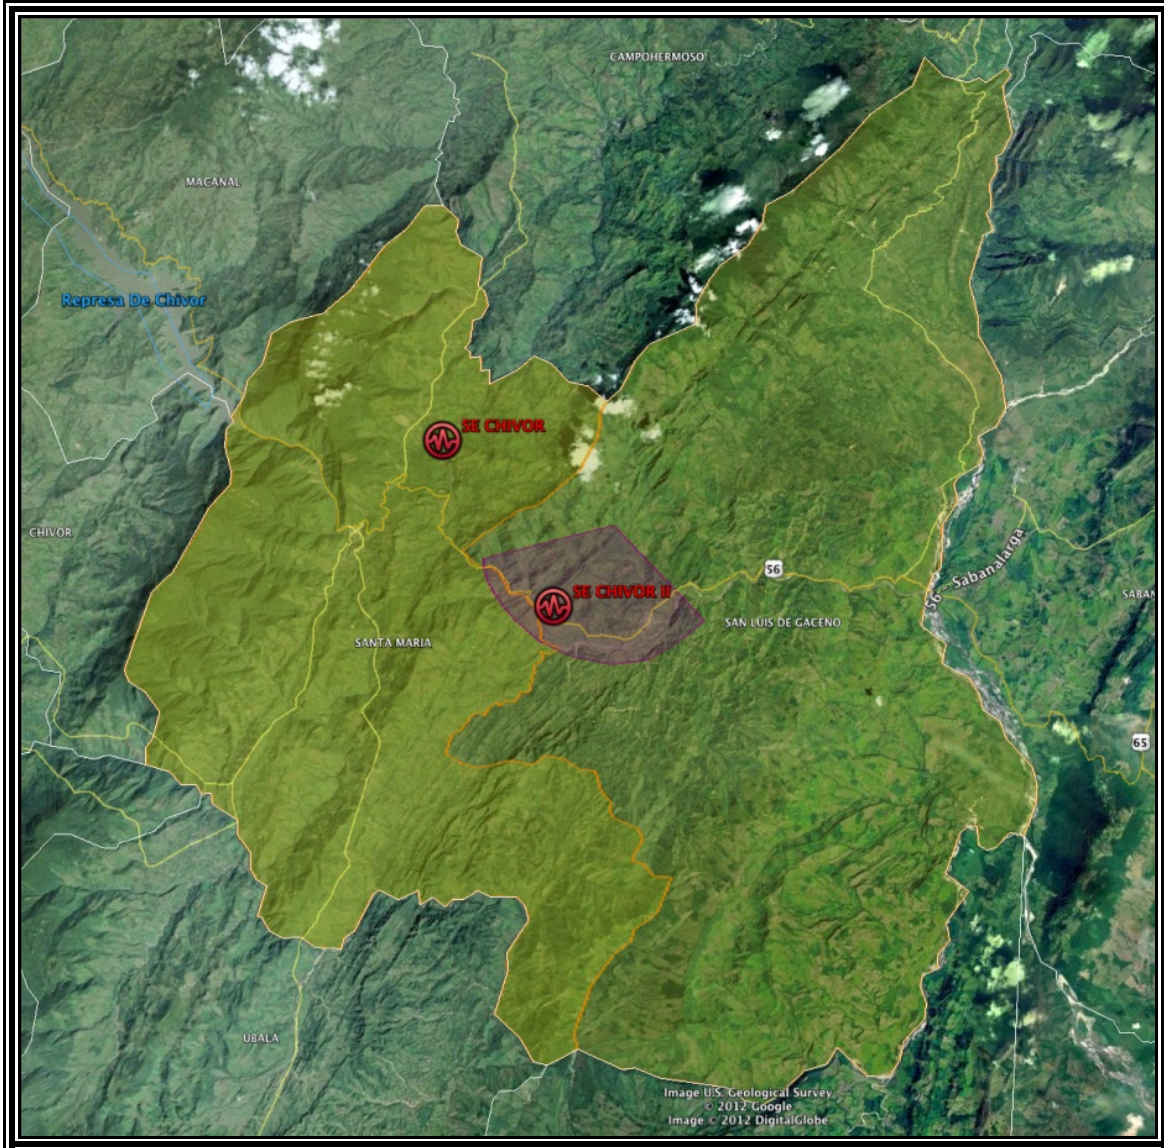 CAMPOHERMOSO
MACANAL
Represa De Chivor
SE CHIVOR
CHIVOR
56
56 - Sabanalarga
SE CHIVOR II
SABAN
SAN LUIS DE GACENO
SANTA MARIA
65
UBALA
Image U.S. Geological Survey
© 2012 Google
Image © 2012 DigitalGlobe